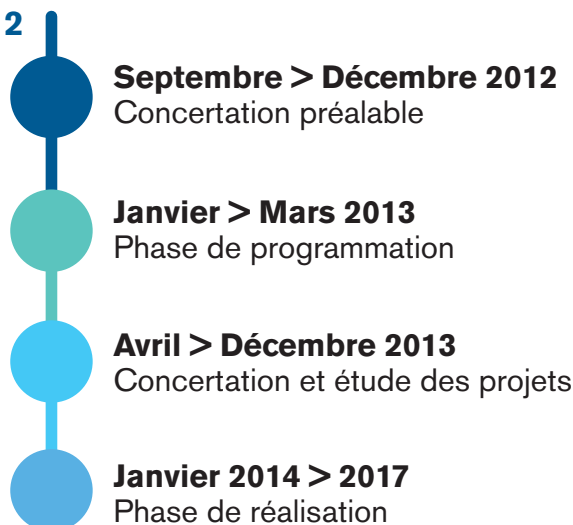 2
Septembre > Décembre 2012
Concertation préalable
Janvier > Mars 2013
Phase de programmation
Avril > Décembre 2013
Concertation et étude des projets
Janvier 2014 > 2017
Phase de réalisation